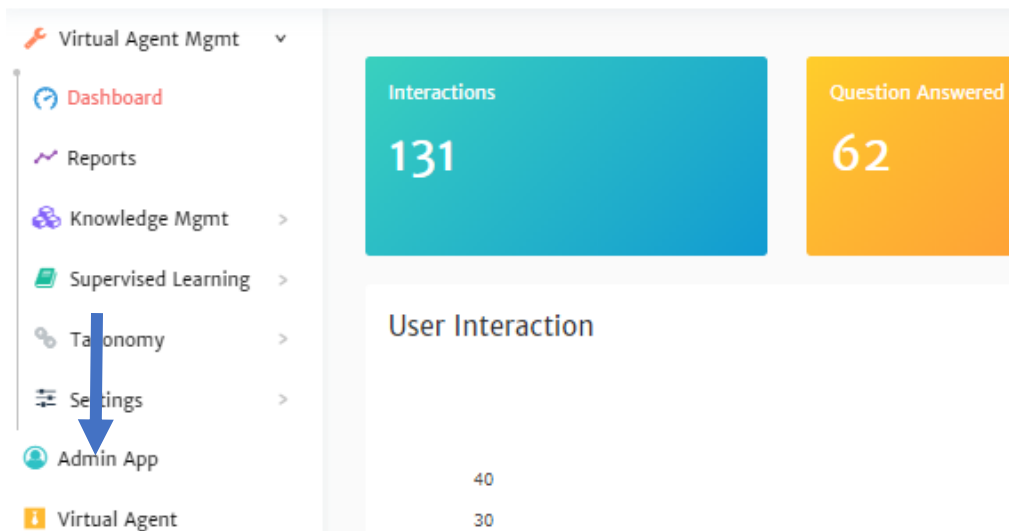 Virtual Agent Mgmt
Dashboard
Reports
Knowledge Mgmt
Supervised Learning
Taxonomy
Settings
Admin App
Virtual Agent
Interactions
131
Question Answered
62
User Interaction
40
30